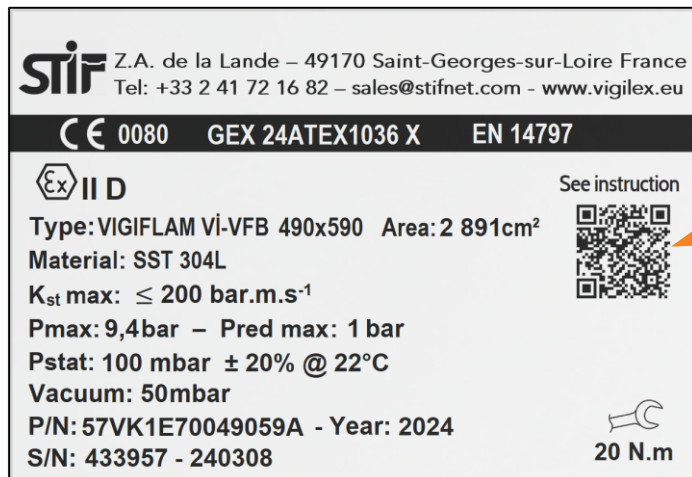 STiF Z.A. de la Lande – 49170 Saint-Georges-sur-Loire France
Tel: +33 2 41 72 16 82 – sales@stifnet.com - www.vigilex.eu
CE 0080 GEX 24ATEX1036 X EN 14797
Ex II D
See instruction
Type: VIGIFLAM Vİ-VFB 490x590 Area: 2 891cm²
Material: SST 304L
Kst max: ≤ 200 bar.m.s⁻¹
Pmax: 9,4bar – Pred max: 1 bar
Pstat: 100 mbar ± 20% @ 22°C
Vacuum: 50mbar
P/N: 57VK1E70049059A - Year: 2024
S/N: 433957 - 240308
20 N.m